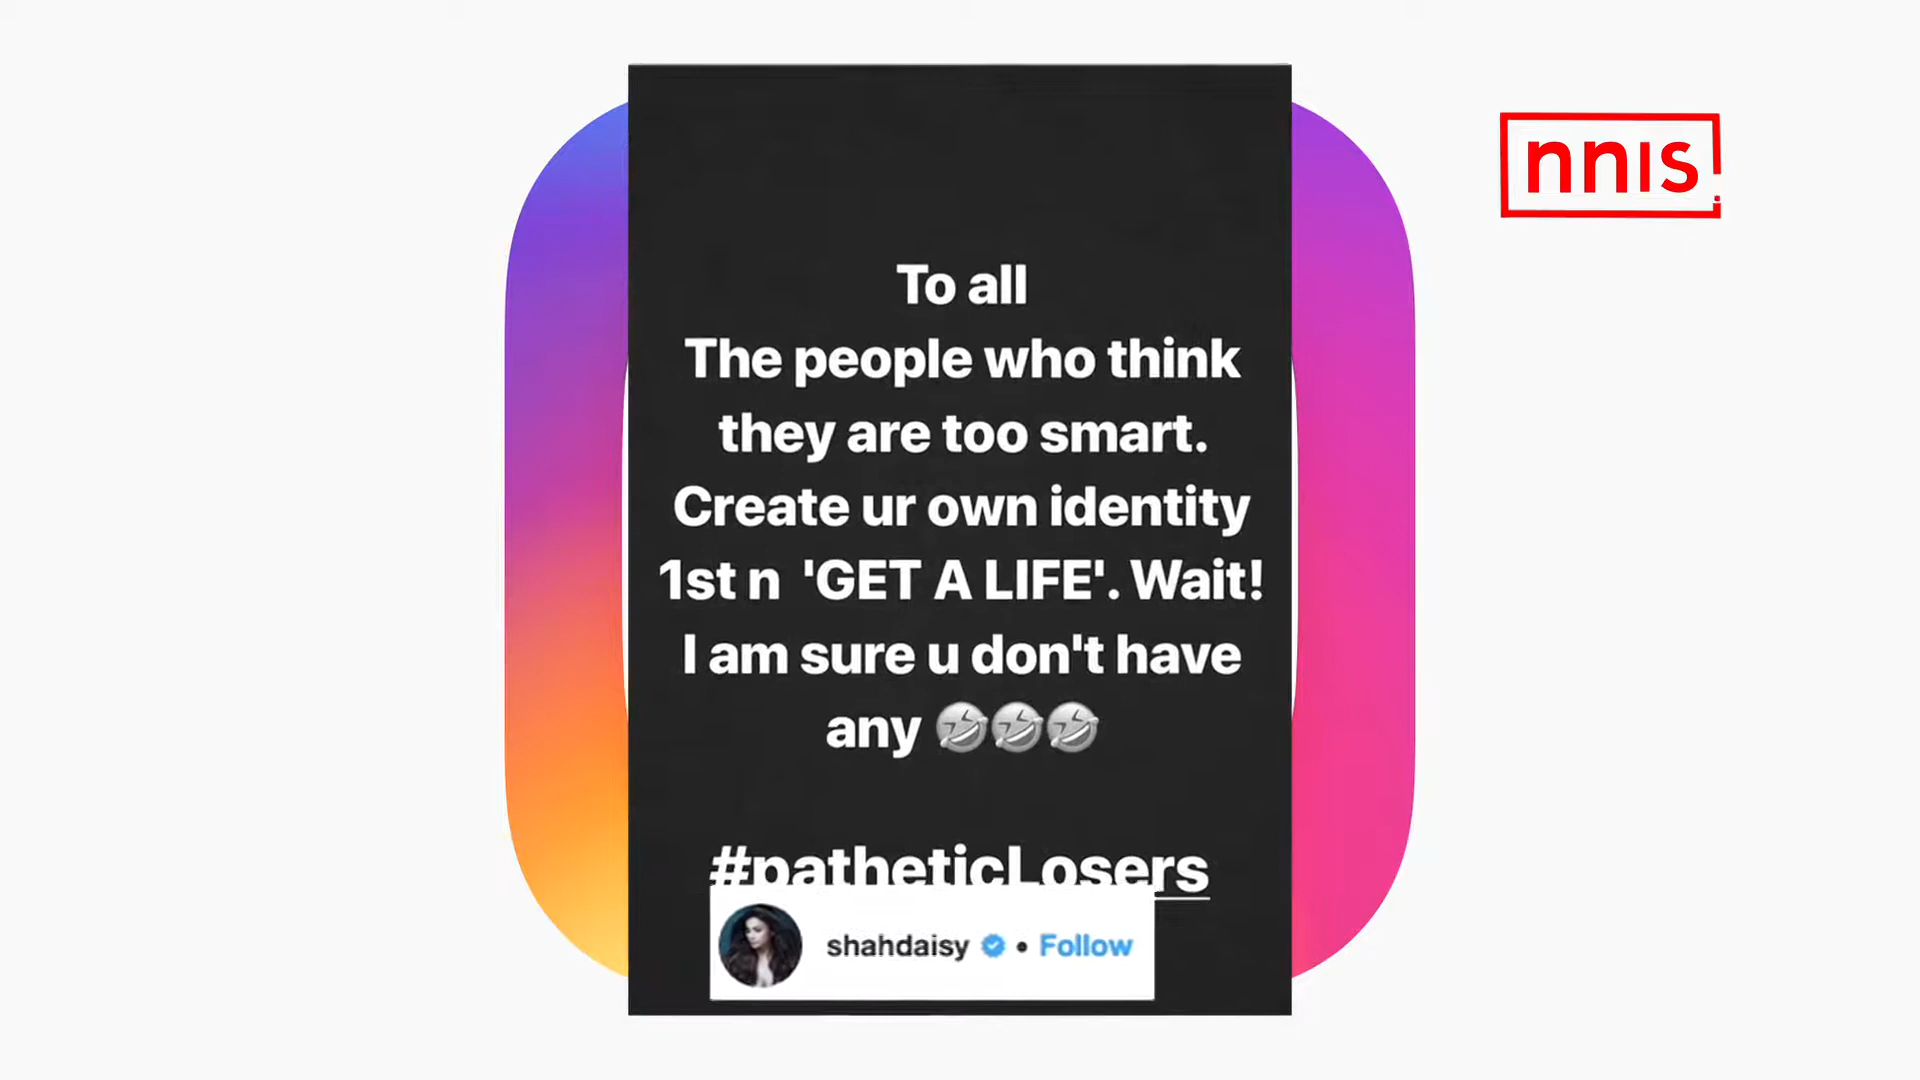 nnis
To all
The people who think
they are too smart.
Create ur own identity
1st n 'GET A LIFE'. Wait!
I am sure u don't have
any 🤣🤣🤣
#patheticLosers
shahdaisy • Follow